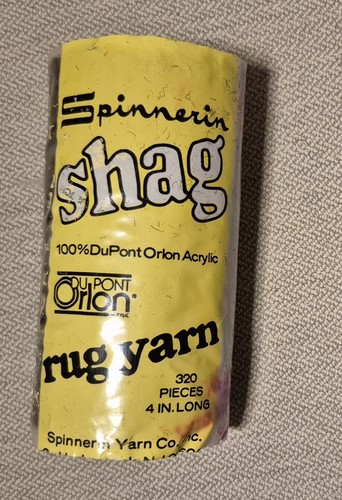 Spinnerin
shag
100% DuPont Orlon Acrylic
DU PONT
Orlon
rug yarn
320
PIECES
4 IN. LONG
Spinnerin Yarn Co. Inc.